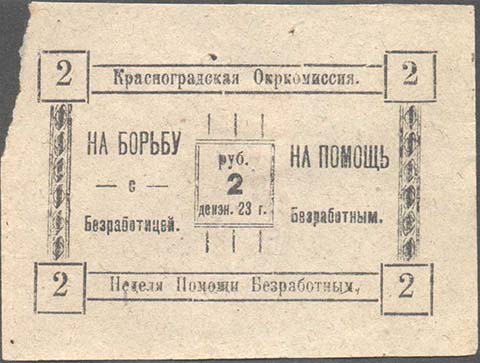 2 Красноградская Окркомиссия. 2
НА БОРЬБУ
– с –
Безработицей.
руб.
2
дензн. 23 г.
НА ПОМОЩЬ
Безработным.
2 Неделя Помощи Безработным. 2